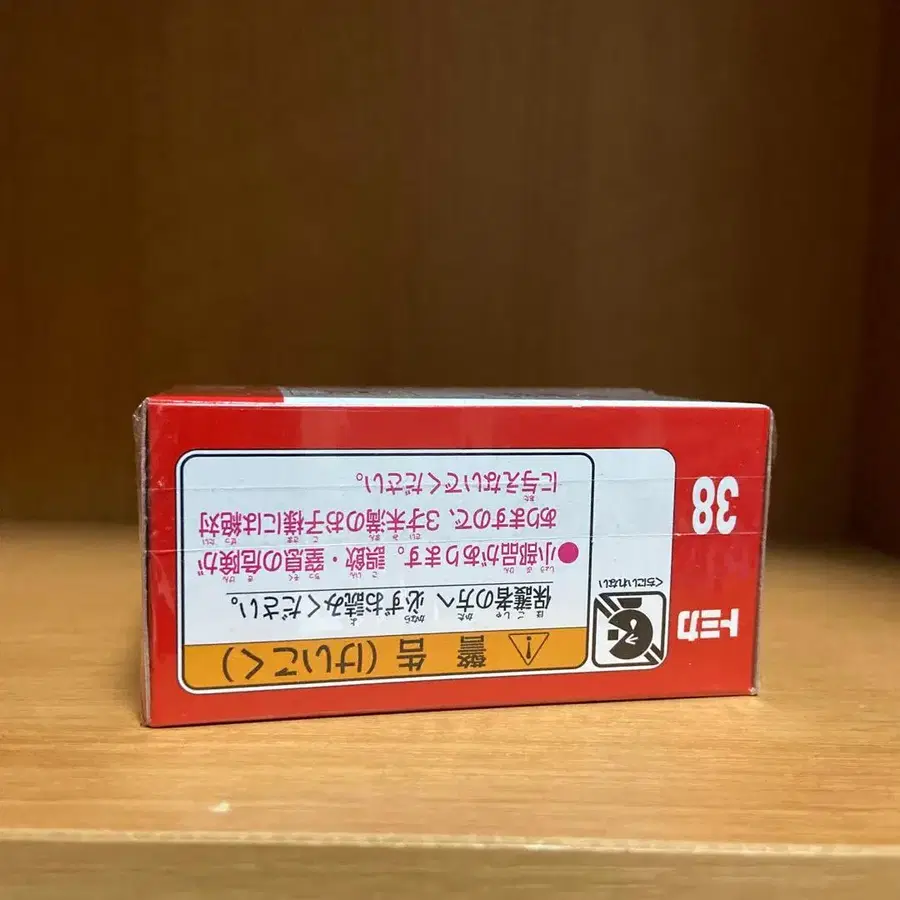 トミカ
38
くちにいれない
警告(けいこく)
保護者の方へ 必ずお読みください。
●小部品があります。誤飲・窒息の危険が
ありますので、3才未満のお子様には絶対
に与えないでください。